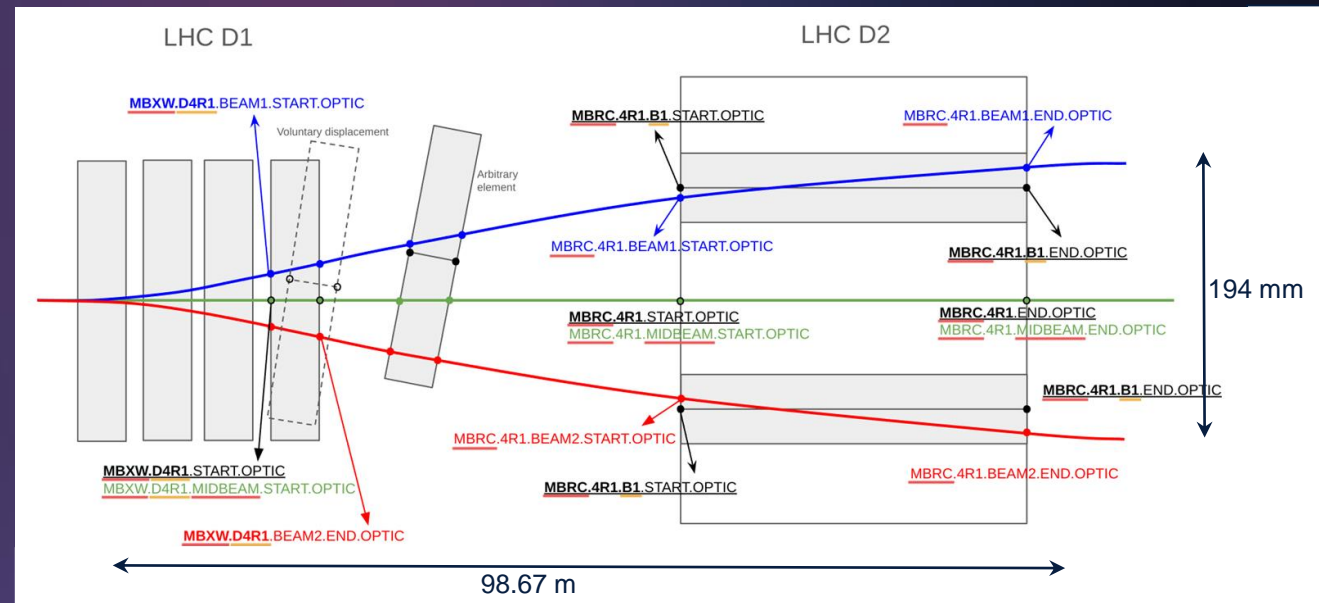 LHC D1
LHC D2
MBXW.D4R1.BEAM1.START.OPTIC
Voluntary displacement
Arbitrary
element
MBRC.4R1.B1.START.OPTIC
MBRC.4R1.BEAM1.END.OPTIC
MBRC.4R1.BEAM1.START.OPTIC
MBRC.4R1.B1.END.OPTIC
194 mm
MBRC.4R1.START.OPTIC
MBRC.4R1.MIDBEAM.START.OPTIC
MBRC.4R1.END.OPTIC
MBRC.4R1.MIDBEAM.END.OPTIC
MBRC.4R1.B1.END.OPTIC
MBRC.4R1.BEAM2.START.OPTIC
MBXW.D4R1.START.OPTIC
MBXW.D4R1.MIDBEAM.START.OPTIC
MBRC.4R1.B1.START.OPTIC
MBRC.4R1.BEAM2.END.OPTIC
MBXW.D4R1.BEAM2.END.OPTIC
98.67 m